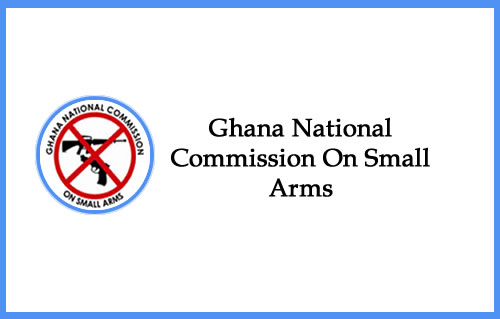 GHANA NATIONAL COMMISSION
ON SMALL ARMS
Ghana National
Commission On Small
Arms